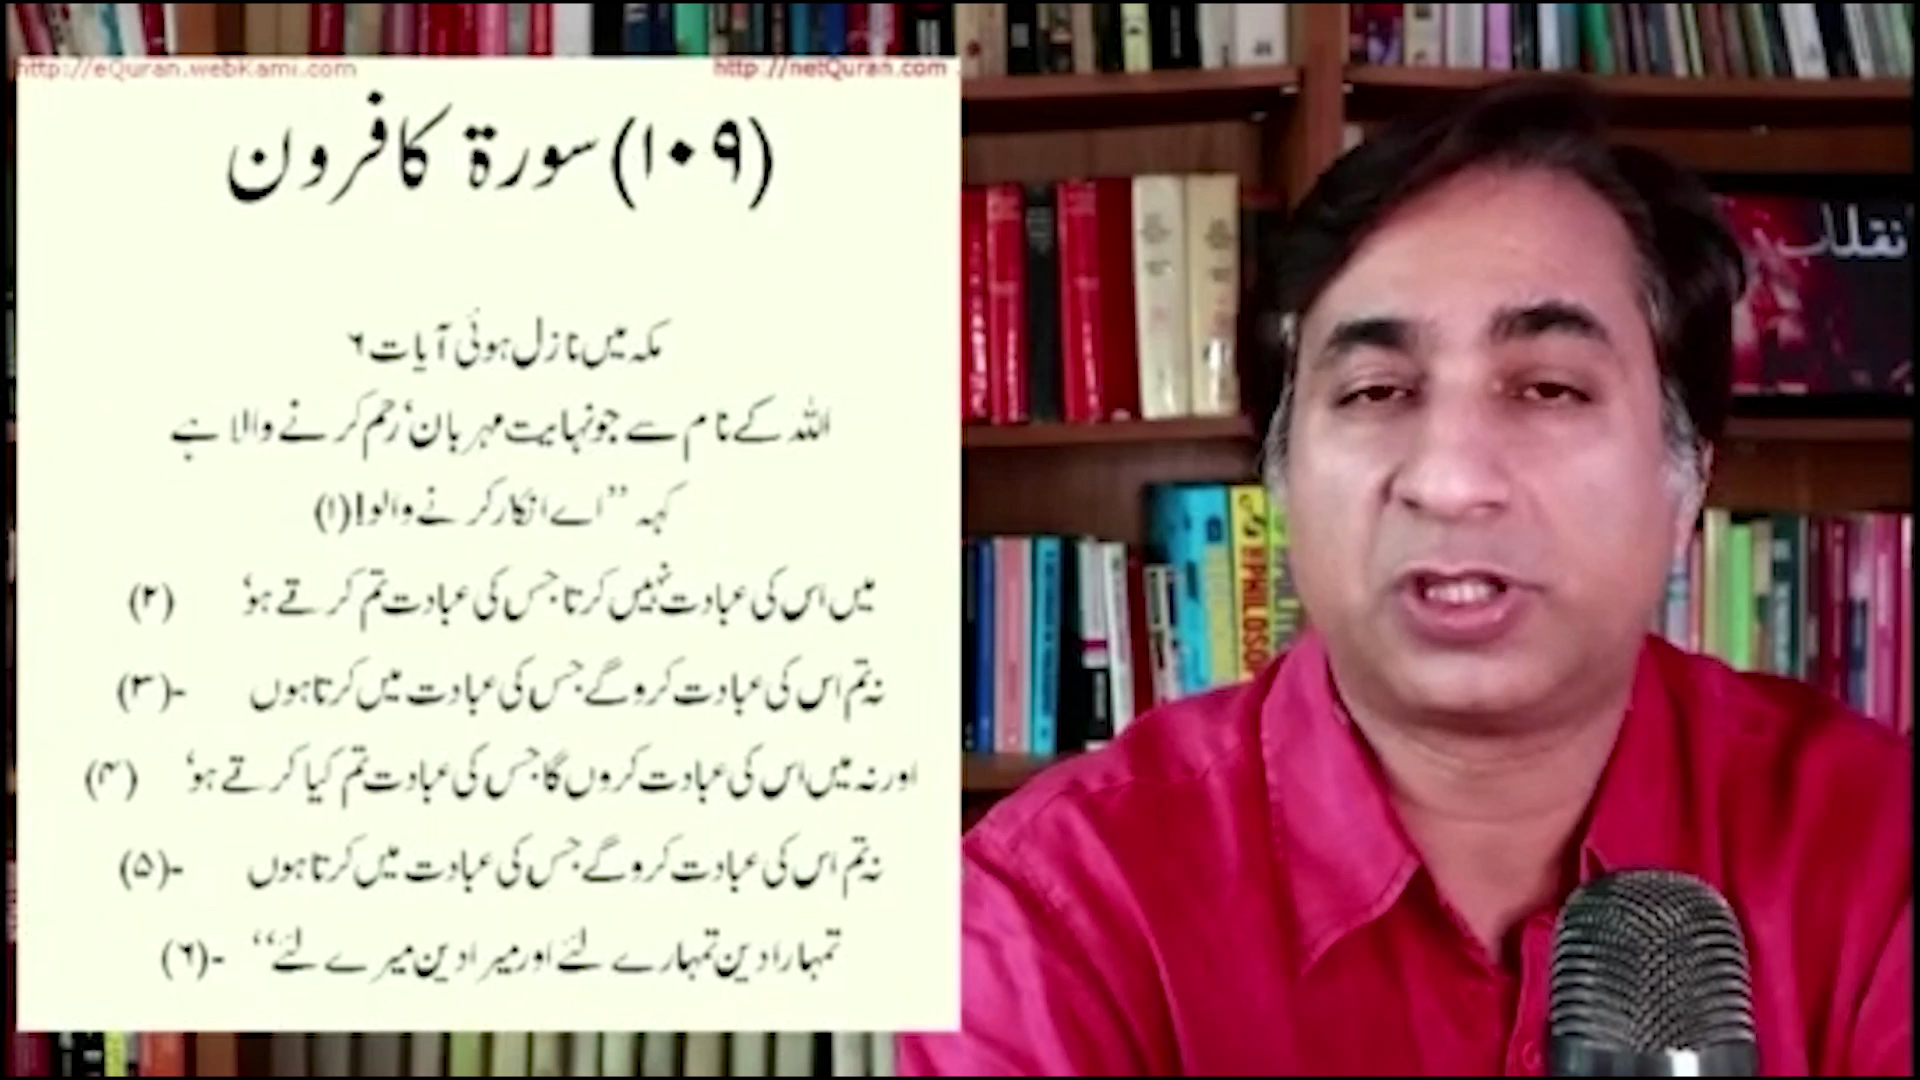 http://eQuran.webKami.com
http://netQuran.com
(۱۰۹) سورۃ کافرون
مکہ میں نازل ہوئی آیات ۶
اللہ کے نام سے جو نہایت مہربان‘ رحم کرنے والا ہے
کہہ ”اے انکار کرنے والو! (۱)
میں اس کی عبادت نہیں کرتا جس کی عبادت تم کرتے ہو‘ (۲)
نہ تم اس کی عبادت کرو گے جس کی عبادت میں کرتا ہوں -(۳)
اور نہ میں اس کی عبادت کروں گا جس کی عبادت تم کیا کرتے ہو‘ (۴)
نہ تم اس کی عبادت کرو گے جس کی عبادت میں کرتا ہوں -(۵)
تمہارا دین تمہارے لئے اور میرا دین میرے لئے“ -(۶)
انقلاب
PHILOSO